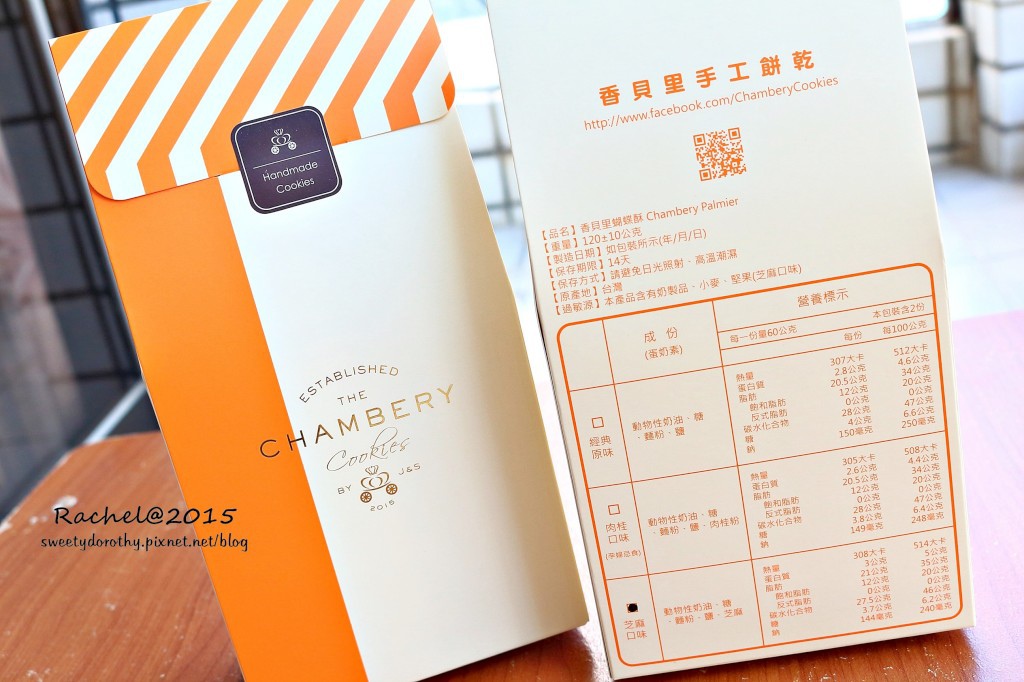 Handmade
Cookies
ESTABLISHED
THE
CHAMBERY
Cookies
BY J&S
2015
Rachel@2015
sweetydorothy.pixnet.net/blog
香貝里手工餅乾
http://www.facebook.com/ChamberyCookies
【品名】香貝里蝴蝶酥 Chambery Palmier
【重量】120±10公克
【製造日期】如包裝所示(年/月/日)
【保存期限】14天
【保存方式】請避免日光照射、高溫潮濕
【原產地】台灣
【過敏源】本產品含有奶製品、小麥、堅果(芝麻口味)
成份
(蛋奶素)
營養標示
每一份量60公克 本包裝含2份
每份 每100公克
經典
原味
動物性奶油、糖
、麵粉、鹽
熱量 307大卡 512大卡
蛋白質 2.8公克 4.6公克
脂肪 20.5公克 34公克
飽和脂肪 12公克 20公克
反式脂肪 0公克 0公克
碳水化合物 28公克 47公克
糖 4公克 6.6公克
鈉 150毫克 250毫克
肉桂
口味
(孕婦忌食)
動物性奶油、糖
、麵粉、鹽、肉桂粉
熱量 305大卡 508大卡
蛋白質 2.6公克 4.4公克
脂肪 20.5公克 34公克
飽和脂肪 12公克 20公克
反式脂肪 0公克 0公克
碳水化合物 28公克 47公克
糖 3.8公克 6.4公克
鈉 149毫克 248毫克
芝麻
口味
動物性奶油、糖
、麵粉、鹽、芝麻
熱量 308大卡 514大卡
蛋白質 3公克 5公克
脂肪 21公克 35公克
飽和脂肪 12公克 20公克
反式脂肪 0公克 0公克
碳水化合物 27.5公克 46公克
糖 3.7公克 6.2公克
鈉 144毫克 240毫克